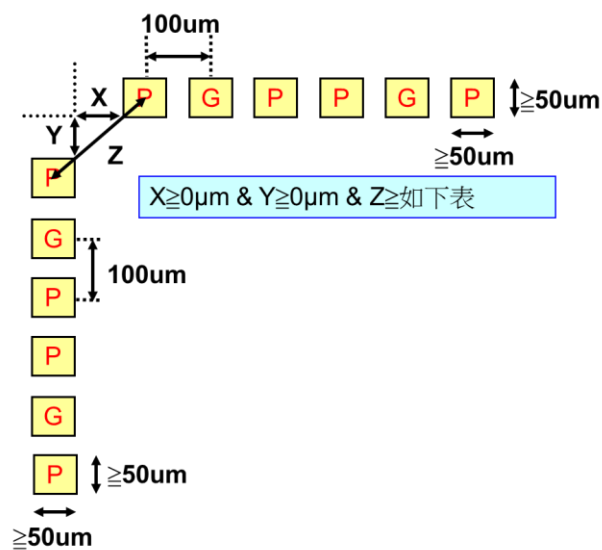 100um
X
P G P P G P
≧50um
Y
Z
≧50um
P
X≧0μm & Y≧0μm & Z≧如下表
G
100um
P
P
G
P
≧50um
≧50um